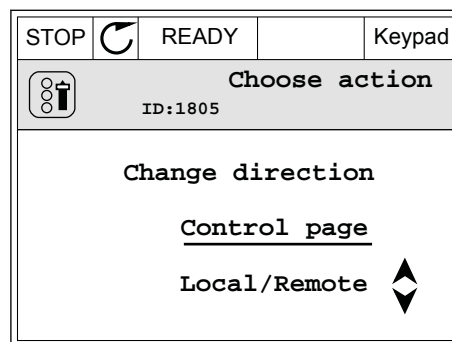 STOP READY Keypad
Choose action
ID:1805
Change direction
Control page
Local/Remote